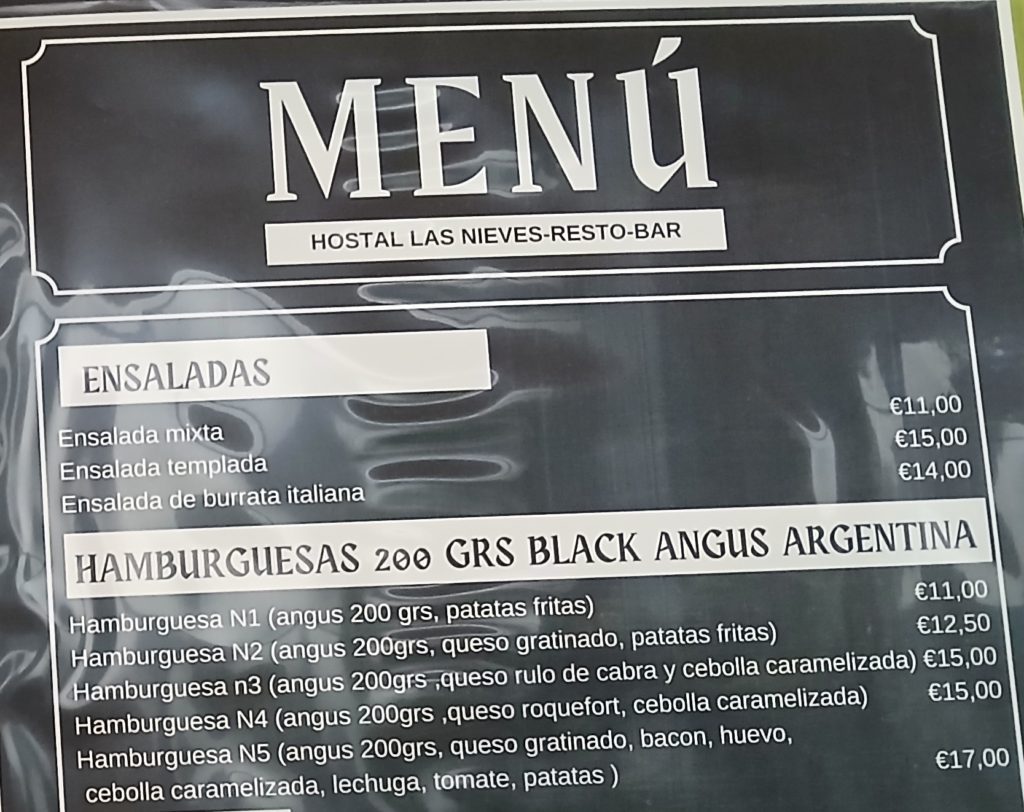 MENÚ
HOSTAL LAS NIEVES-RESTO-BAR
ENSALADAS
Ensalada mixta €11,00
Ensalada templada €15,00
Ensalada de burrata italiana €14,00
HAMBURGUESAS 200 GRS BLACK ANGUS ARGENTINA
Hamburguesa N1 (angus 200 grs, patatas fritas) €11,00
Hamburguesa N2 (angus 200grs, queso gratinado, patatas fritas) €12,50
Hamburguesa n3 (angus 200grs ,queso rulo de cabra y cebolla caramelizada) €15,00
Hamburguesa N4 (angus 200grs ,queso roquefort, cebolla caramelizada) €15,00
Hamburguesa N5 (angus 200grs, queso gratinado, bacon, huevo,
cebolla caramelizada, lechuga, tomate, patatas ) €17,00